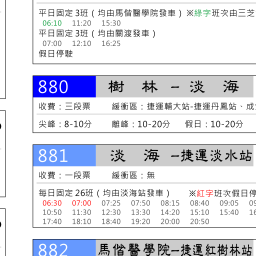 平日固定 3班（均由馬偕醫學院發車） ※綠字班次由三芝
06:10 11:20 15:30
平日固定 3班（均由關渡發車）
07:00 12:10 16:25
假日停駛
880 樹 林 － 淡 海
收費：三段票 緩衝區：捷運輔大站-捷運丹鳳站、成
尖峰：8-10分 離峰：10-20分 假日：10-20分
881 淡 海 －捷運淡水站
收費：一段票 緩衝區：無
每日固定 26班（均由淡海站發車） ※紅字班次假日停
06:30 07:00 07:25 07:50 08:15 08:40 09:05
10:50 11:30 12:30 13:30 14:20 15:10 15:40
17:40 18:10 18:40 19:20 20:00 20:50
882 馬偕醫學院－捷運紅樹林站